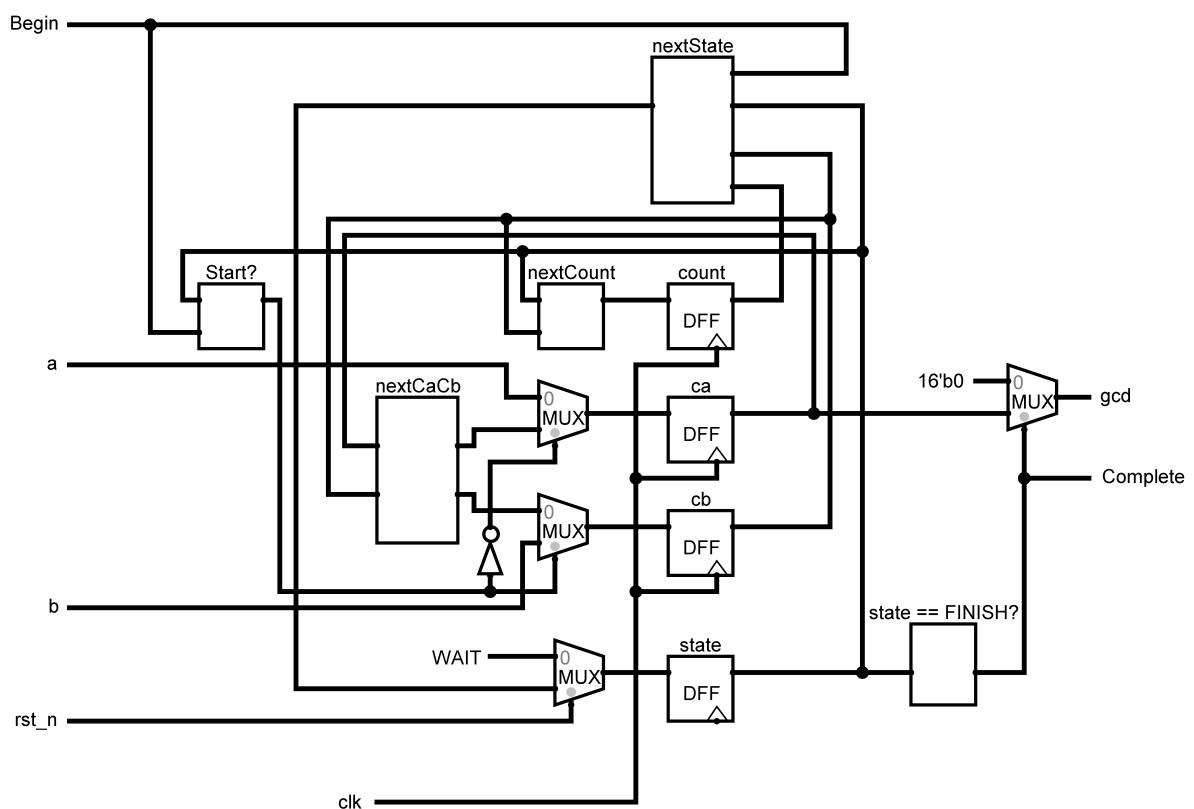 Begin
nextState
Start?
nextCount
count
DFF
a
nextCaCb
0
MUX
ca
DFF
16'b0
0
MUX
gcd
Complete
0
MUX
cb
DFF
b
WAIT
0
MUX
state
DFF
state == FINISH?
rst_n
clk